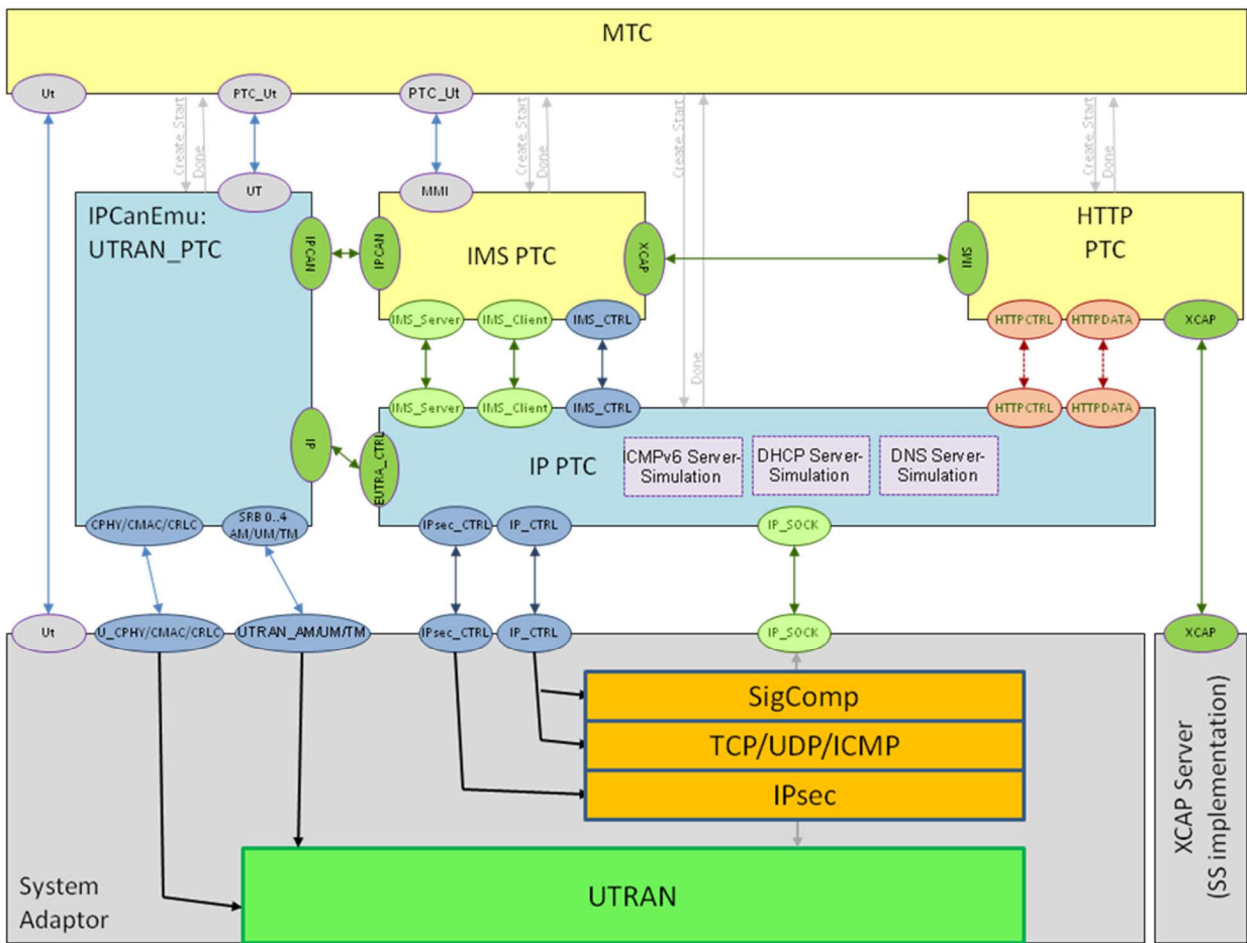 MTC
Ut
PTC_Ut
PTC_Ut
Create_Start
Done
Create_Start
Done
Create_Start
Done
Create_Start
Done
UT
MMI
IPCanEmu:
UTRAN_PTC
IPCAN
IPCAN
IMS PTC
XCAP
SMI
HTTP
PTC
IMS_Server
IMS_Client
IMS_CTRL
HTTPCTRL
HTTPDATA
XCAP
IMS_Server
IMS_Client
IMS_CTRL
HTTPCTRL
HTTPDATA
IP
EUTRA_CTRL
IP PTC
ICMPv6 Server-
Simulation
DHCP Server-
Simulation
DNS Server-
Simulation
CPHY/CMAC/CRLC
SRB 0..4
AM/UM/TM
IPsec_CTRL
IP_CTRL
IP_SOCK
Ut
U_CPHY/CMAC/CRLC
UTRAN_AM/UM/TM
IPsec_CTRL
IP_CTRL
IP_SOCK
XCAP
SigComp
TCP/UDP/ICMP
IPsec
UTRAN
System
Adaptor
XCAP Server
(SS implementation)